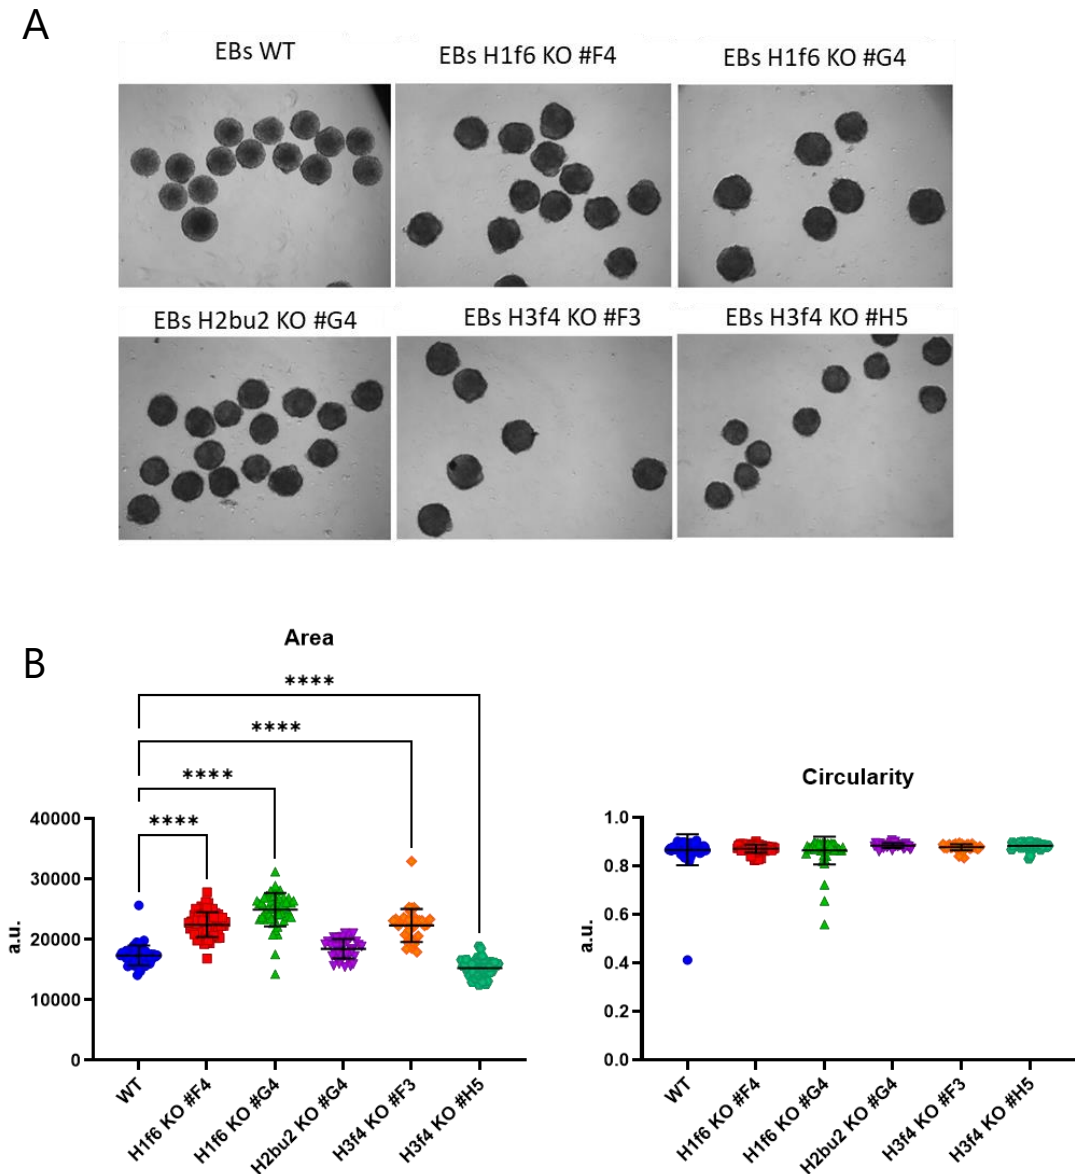 A
EBs WT
EBs H1f6 KO #F4
EBs H1f6 KO #G4
EBs H2bu2 KO #G4
EBs H3f4 KO #F3
EBs H3f4 KO #H5
B
Area
****
****
****
****
40000
30000
20000
10000
0
a.u.
WT
H1f6 KO #F4
H1f6 KO #G4
H2bu2 KO #G4
H3f4 KO #F3
H3f4 KO #H5
Circularity
1.0
0.8
0.6
0.4
0.2
0.0
a.u.
WT
H1f6 KO #F4
H1f6 KO #G4
H2bu2 KO #G4
H3f4 KO #F3
H3f4 KO #H5